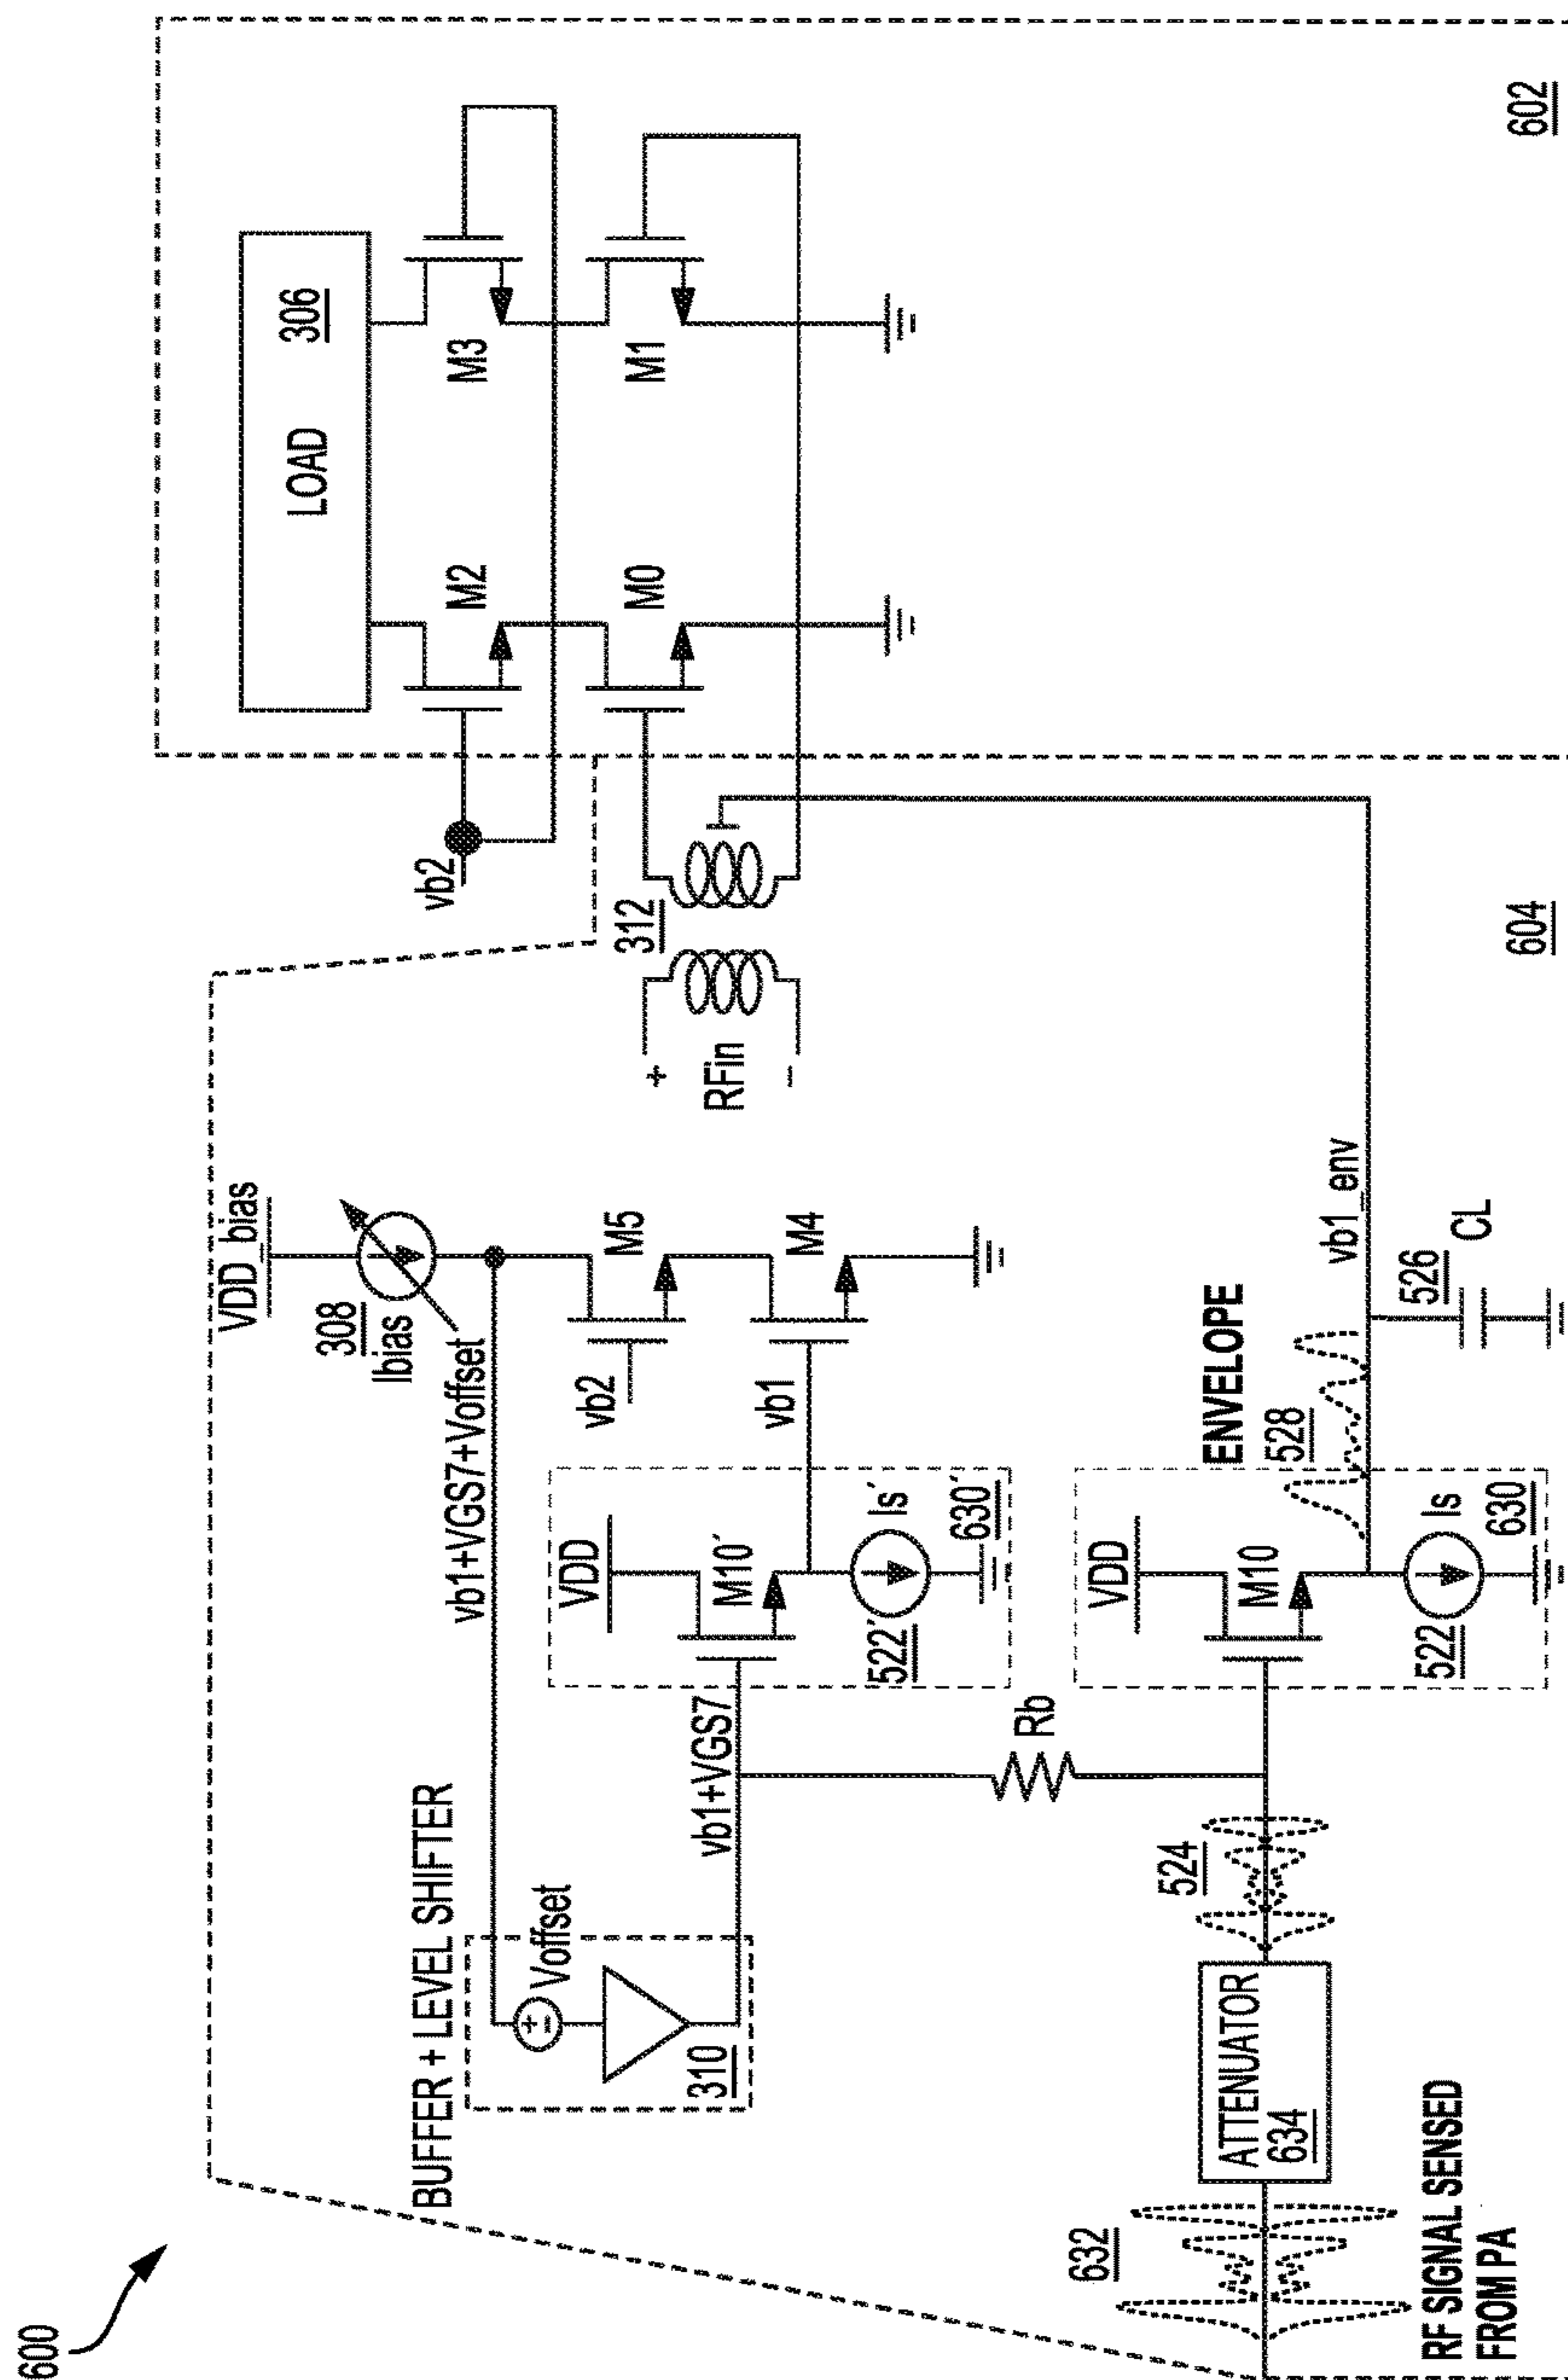 600
VDD_bias
308
Ibias
vb1+VGS7+Voffset
BUFFER + LEVEL SHIFTER
Voffset
310
vb1+VGS7
VDD
M10´
Is´
522´
630´
vb2
M5
vb1
M4
Rb
632
RF SIGNAL SENSED
FROM PA
ATTENUATOR
634
524
VDD
M10
522
Is
630
ENVELOPE
528
vb1_env
526
CL
+
RFin
-
312
604
vb2
LOAD
306
M2
M3
M0
M1
602